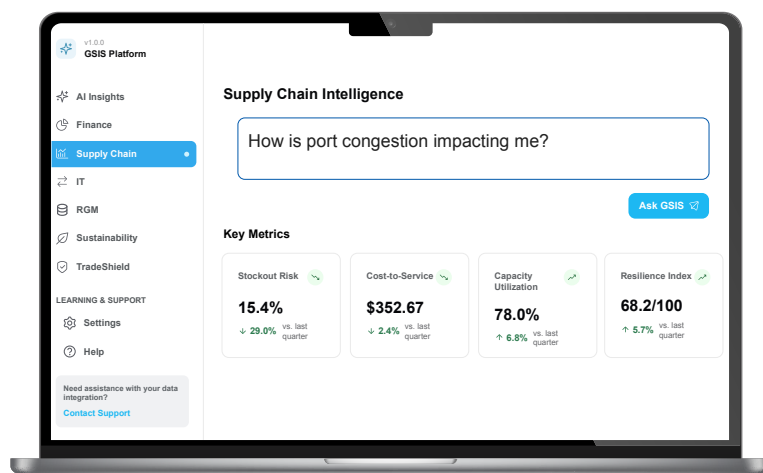 v1.0.0
GSIS Platform
AI Insights
Finance
Supply Chain
IT
RGM
Sustainability
TradeShield
LEARNING & SUPPORT
Settings
Help
Need assistance with your data
integration?
Contact Support
Supply Chain Intelligence
How is port congestion impacting me?
Ask GSIS
Key Metrics
Stockout Risk
15.4%
↓ 29.0% vs. last
quarter
Cost-to-Service
$352.67
↓ 2.4% vs. last
quarter
Capacity
Utilization
78.0%
↑ 6.8% vs. last
quarter
Resilience Index
68.2/100
↑ 5.7% vs. last
quarter